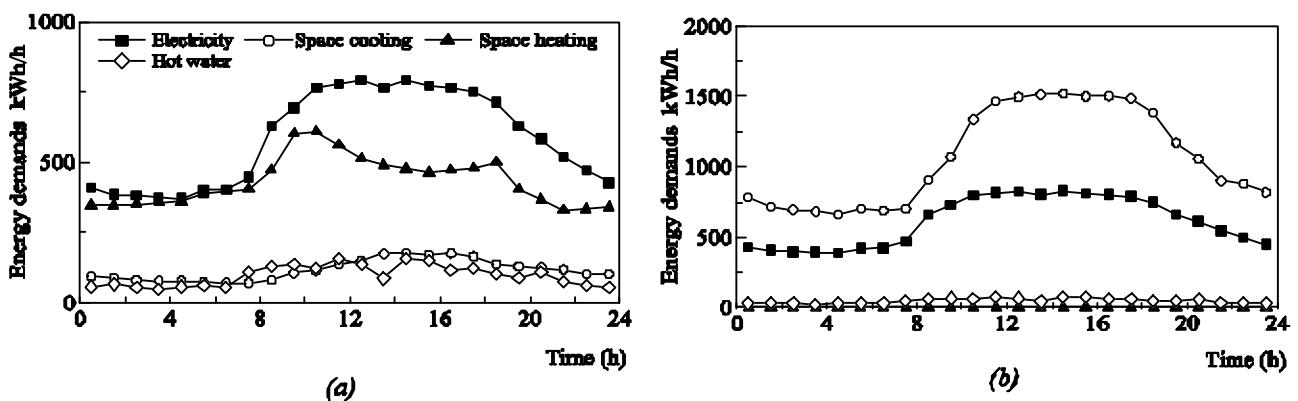 Energy demands kWh/h
1000
500
0
Electricity
Space cooling
Space heating
Hot water
0 4 8 12 16 20 24
Time (h)
(a)
Energy demands kWh/h
2000
1500
1000
500
0
0 4 8 12 16 20 24
Time (h)
(b)